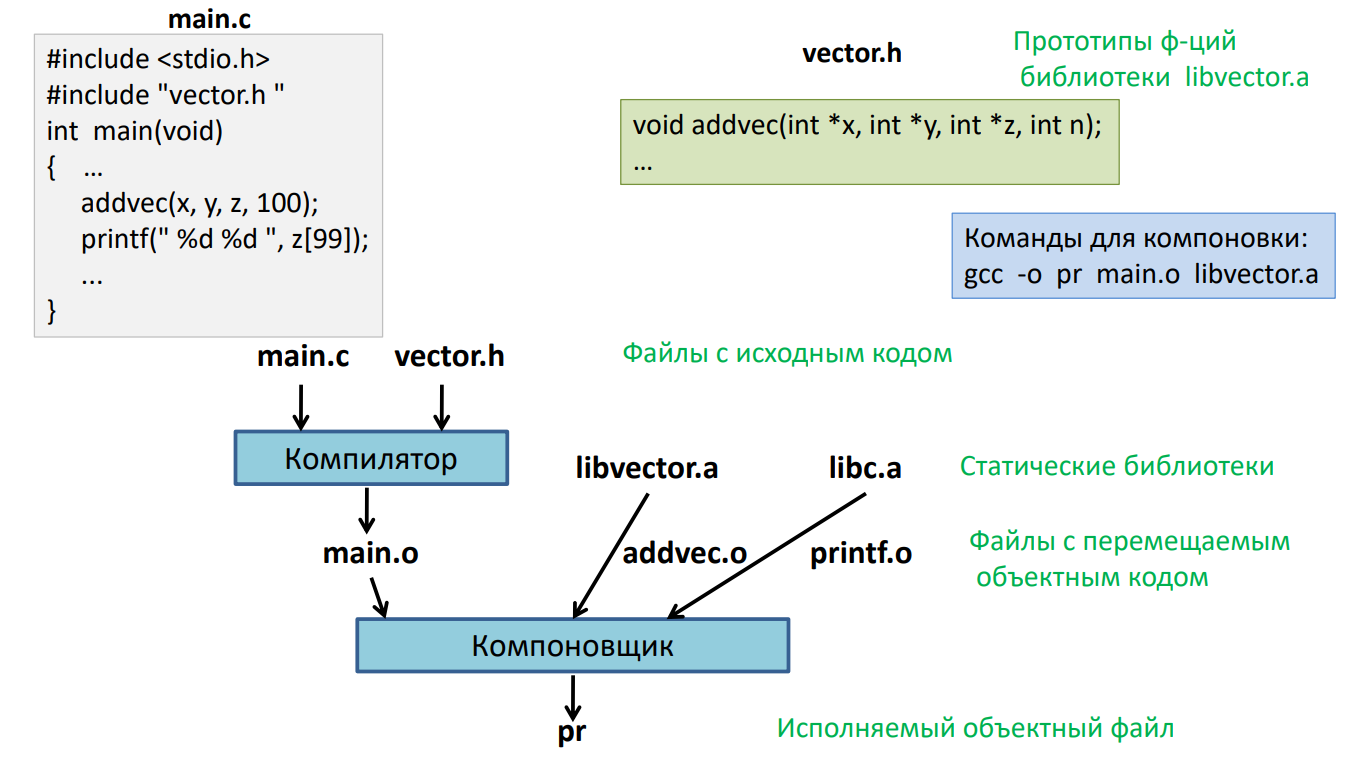 main.c
#include <stdio.h>
#include "vector.h "
int main(void)
{ ...
addvec(x, y, z, 100);
printf(" %d %d ", z[99]);
...
}
vector.h
Прототипы ф-ций
библиотеки libvector.a
void addvec(int *x, int *y, int *z, int n);
...
Команды для компоновки:
gcc -o pr main.o libvector.a
main.c vector.h
Файлы с исходным кодом
Компилятор
libvector.a libc.a
Статические библиотеки
main.o
addvec.o printf.o
Файлы с перемещаемым
объектным кодом
Компоновщик
pr
Исполняемый объектный файл